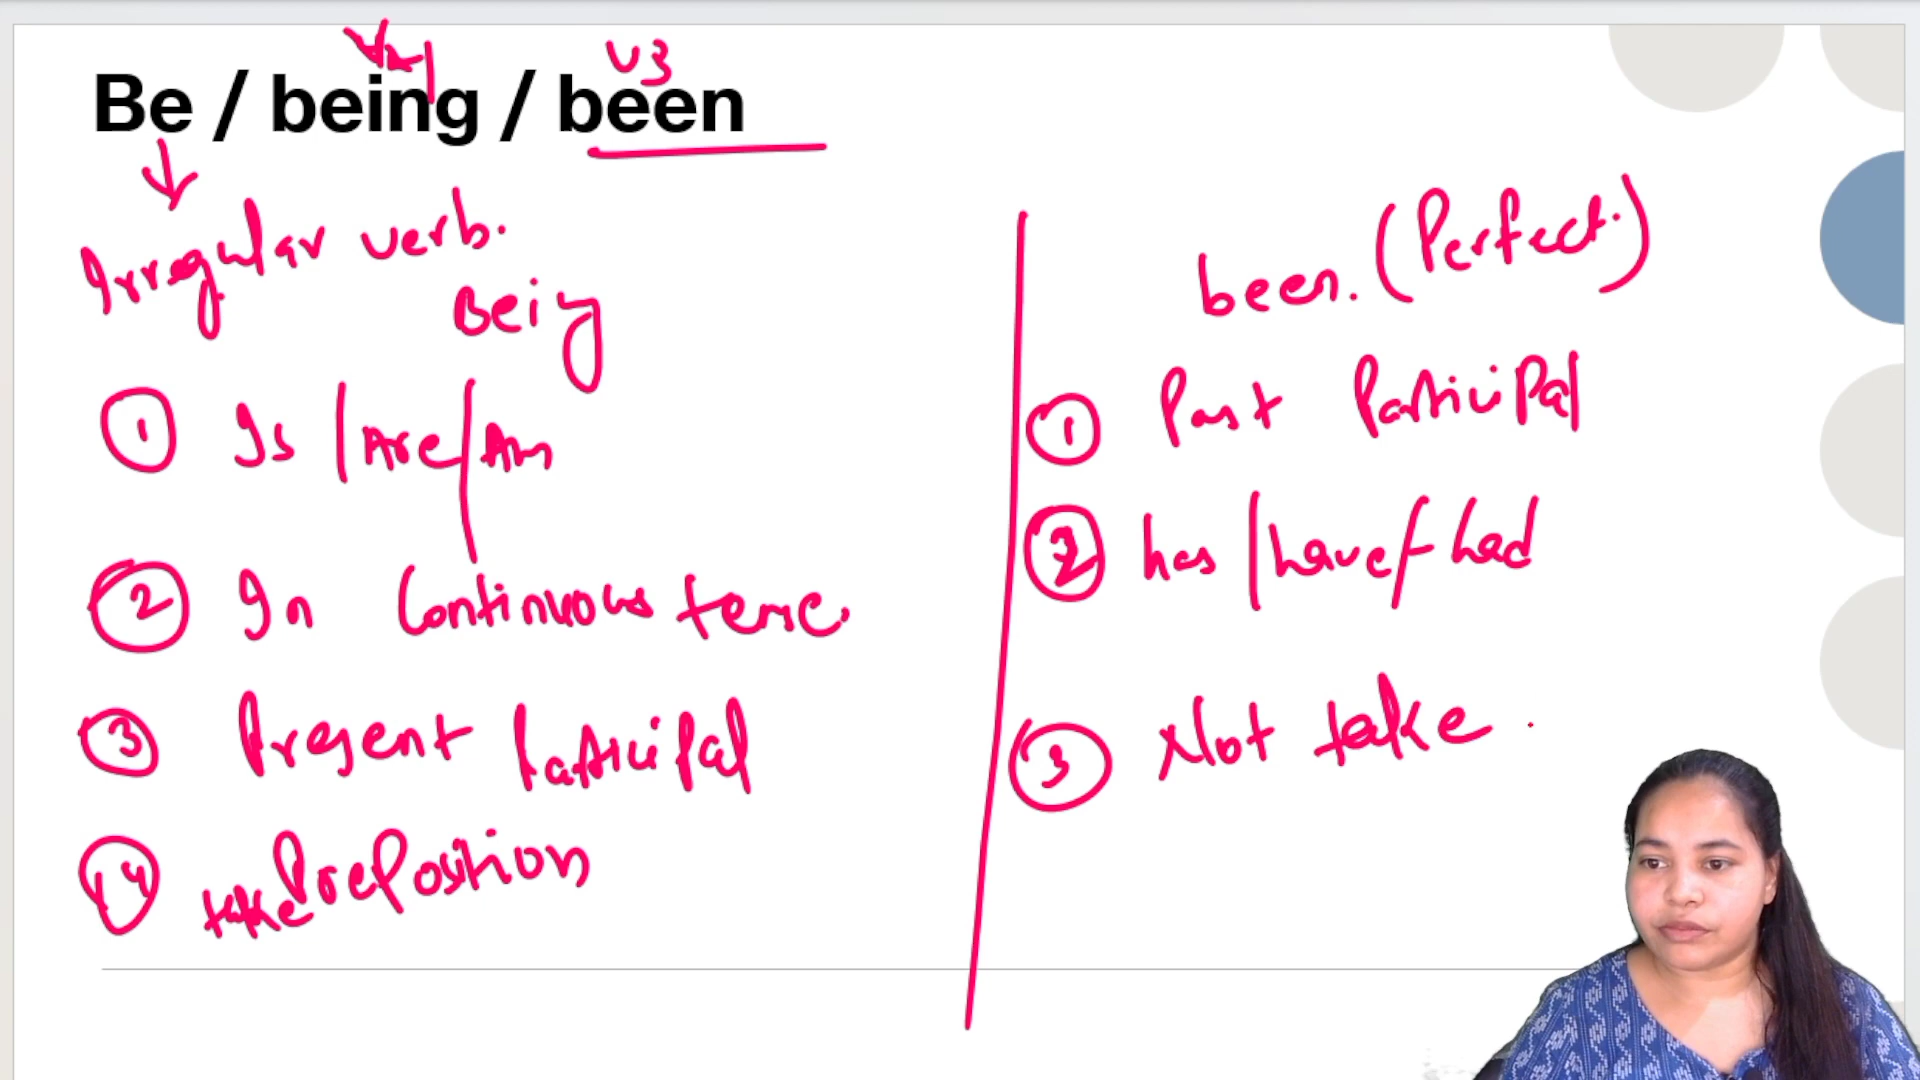 Be / being / been
V3
Irregular verb.
Being
① Is / Are / Am
② In Continuous tense.
③ Present Participal
④ take Preposition
been. (Perfect.)
① Past Participal
② has / have / had
③ Not take.